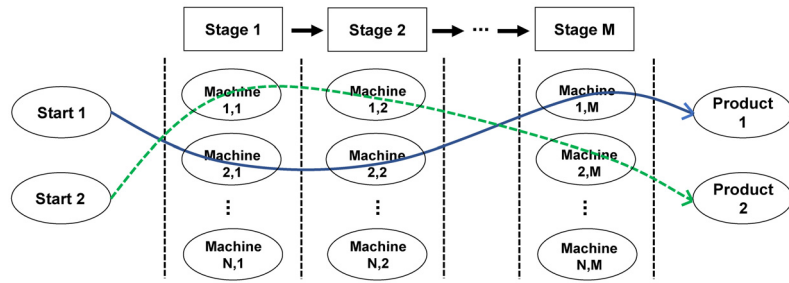 Stage 1
Stage 2
...
Stage M
Start 1
Machine
1,1
Machine
1,2
Machine
1,M
Product
1
Machine
2,1
Machine
2,2
Machine
2,M
Start 2
Product
2
Machine
N,1
Machine
N,2
Machine
N,M